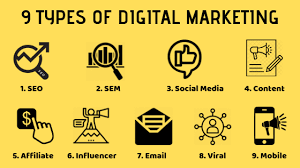 9 TYPES OF DIGITAL MARKETING
1. SEO
2. SEM
3. Social Media
4. Content
$
5. Affiliate
6. Influencer
7. Email
8. Viral
9. Mobile